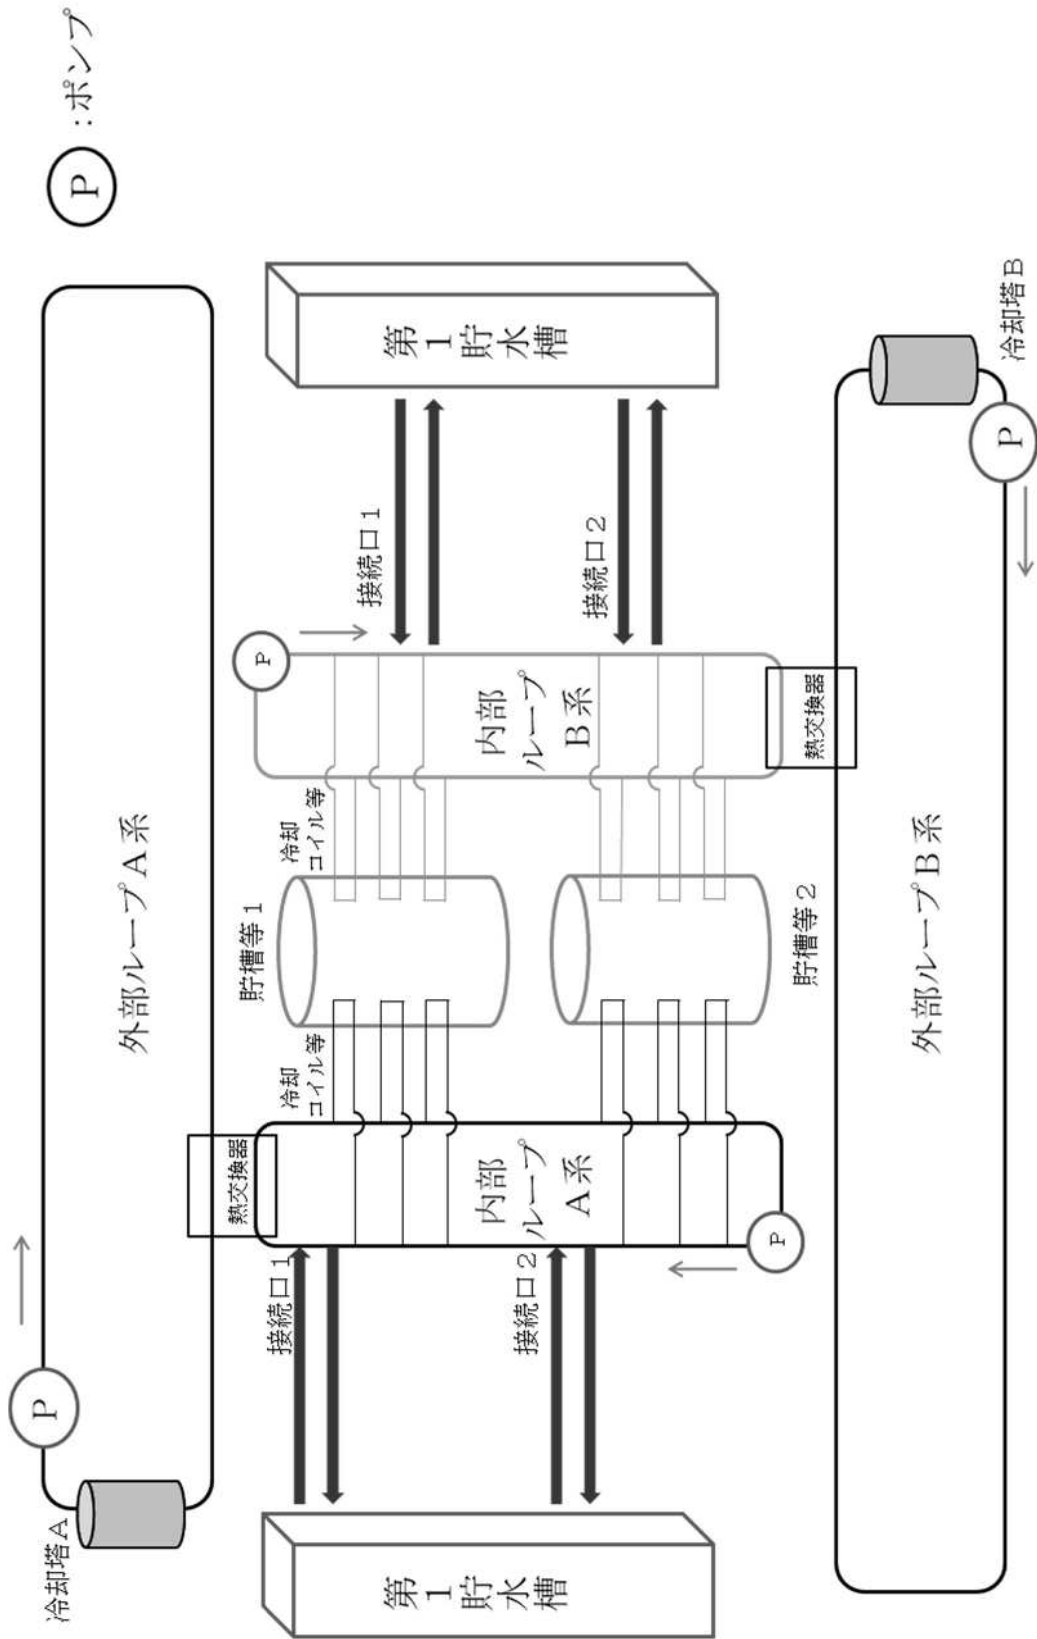 Ⓟ：ポンプ
外部ループA系
冷却塔A
P
熱交換器
第1貯水槽
接続口1
接続口2
内部
ループ
A系
P
冷却
コイル等
貯槽等1
貯槽等2
冷却
コイル等
内部
ループ
B系
P
接続口1
接続口2
第1貯水槽
熱交換器
外部ループB系
冷却塔B
P